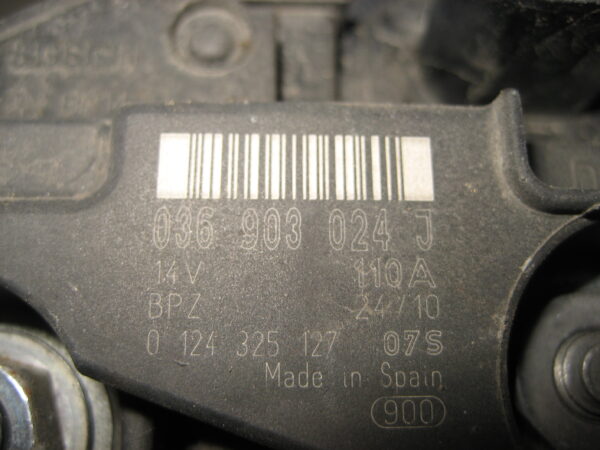 036 903 024 J
14V 110A
BPZ 24/10
0 124 325 127 07S
Made in Spain
900